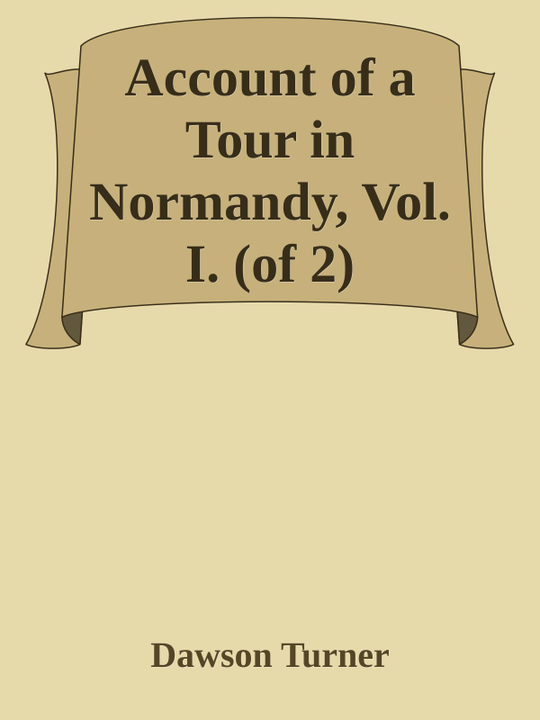 Account of a
Tour in
Normandy, Vol.
I. (of 2)
Dawson Turner